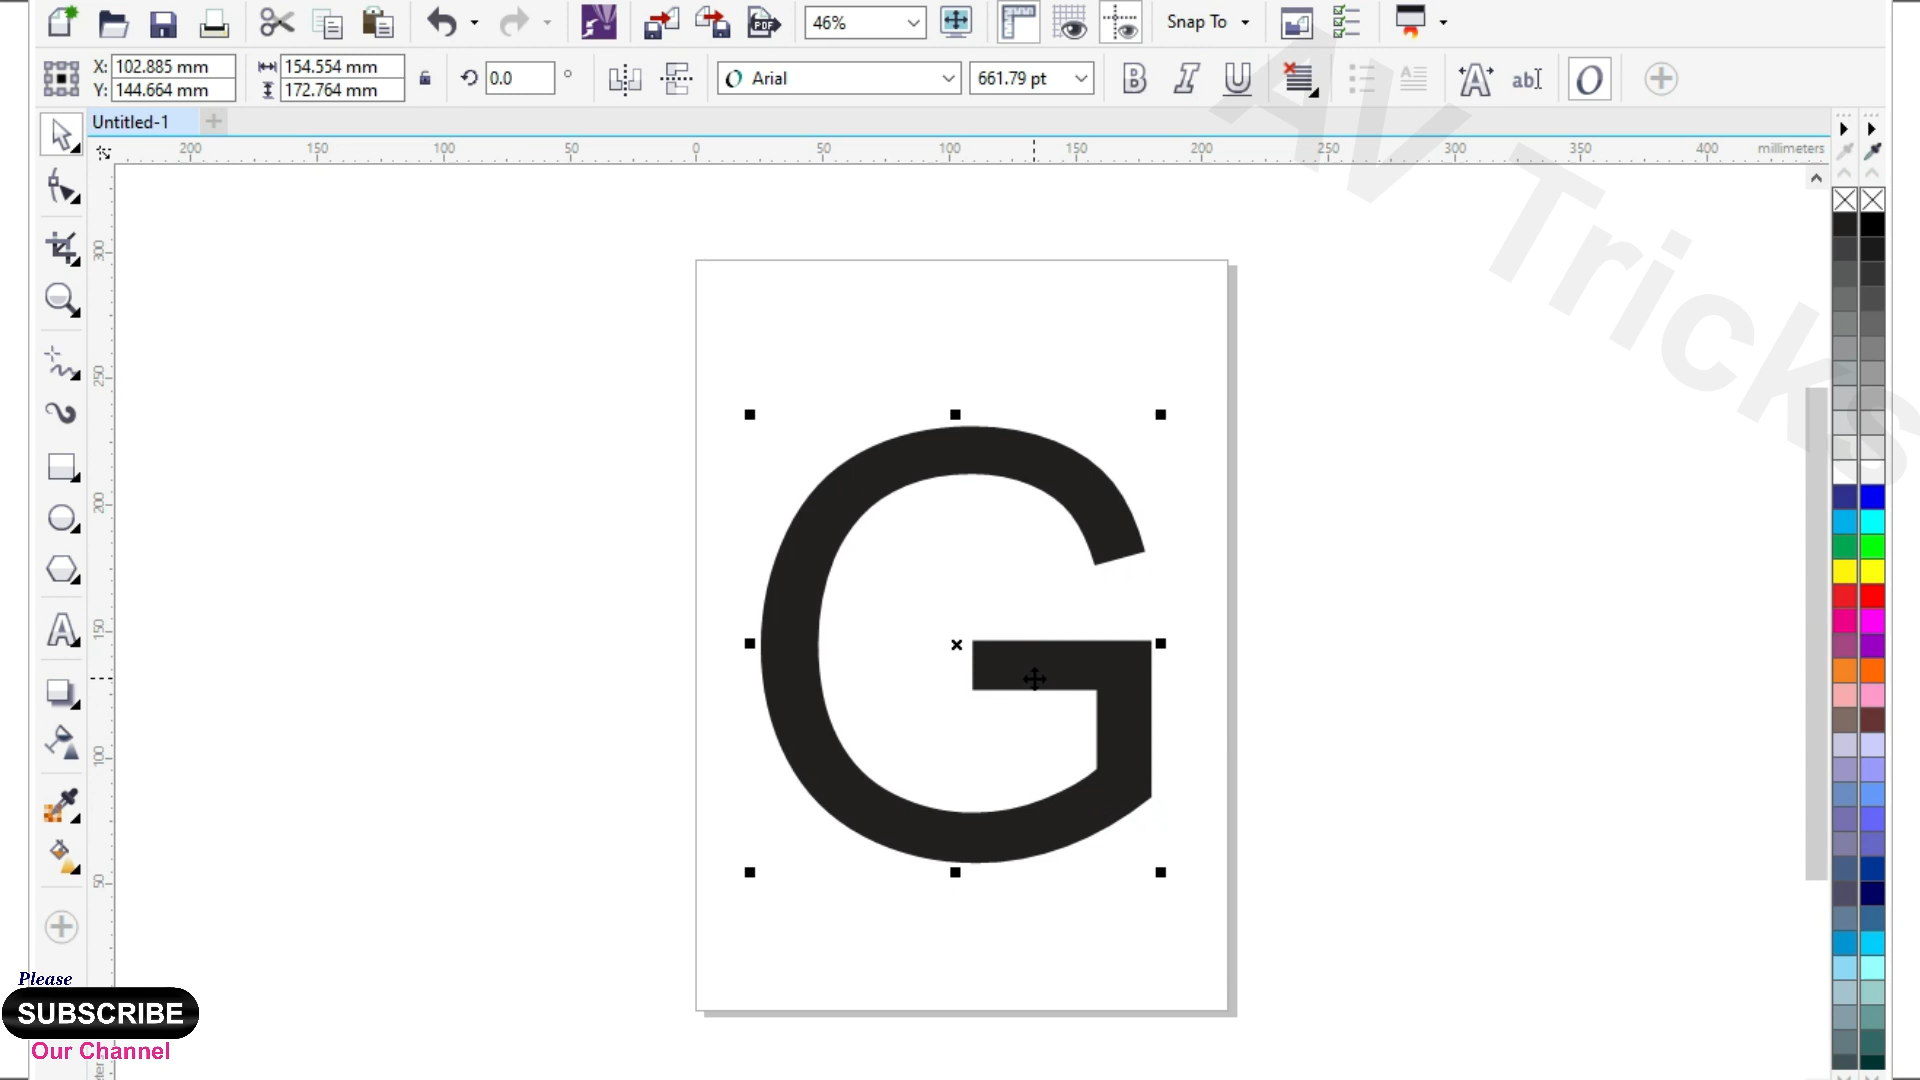 46%
Snap To
X: 102.885 mm
Y: 144.664 mm
154.554 mm
172.764 mm
0.0 °
O Arial
661.79 pt
B I U
ab
O
Untitled-1
200 150 100 50 0 50 100 150 200 250 300 350 400 millimeters
300
250
200
150
100
50
G
AV Tricks
Please
SUBSCRIBE
Our Channel